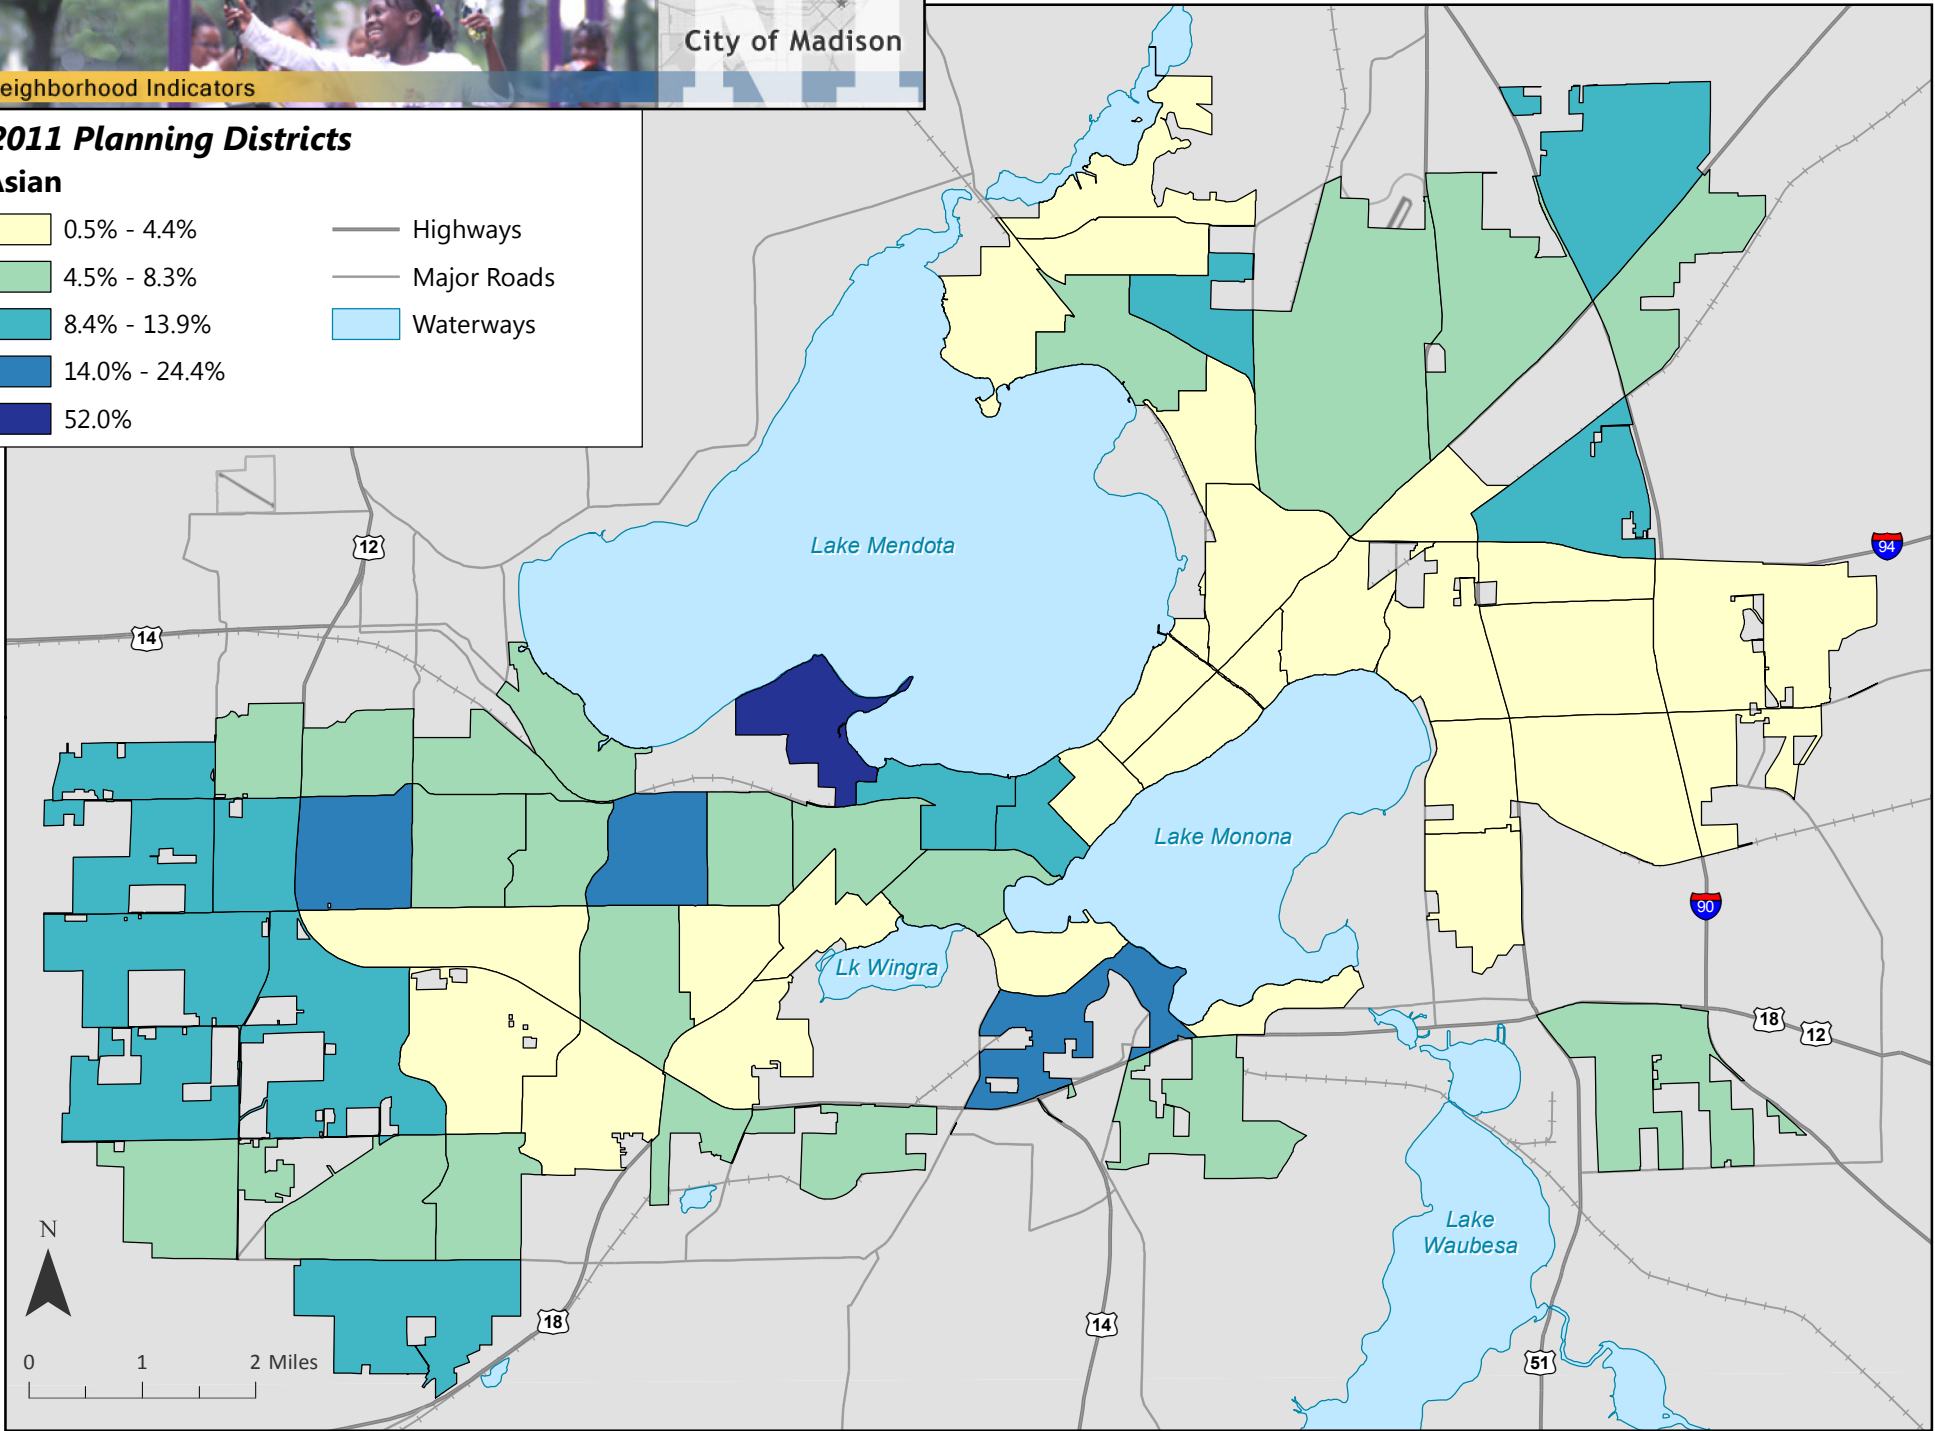 City of Madison
eighborhood Indicators
NI
2011 Planning Districts
Asian
0.5% - 4.4%
4.5% - 8.3%
8.4% - 13.9%
14.0% - 24.4%
52.0%
Highways
Major Roads
Waterways
94
12
Lake Mendota
14
Lake Monona
90
Lk Wingra
18
12
Lake
Waubesa
N
18
14
51
0 1 2 Miles